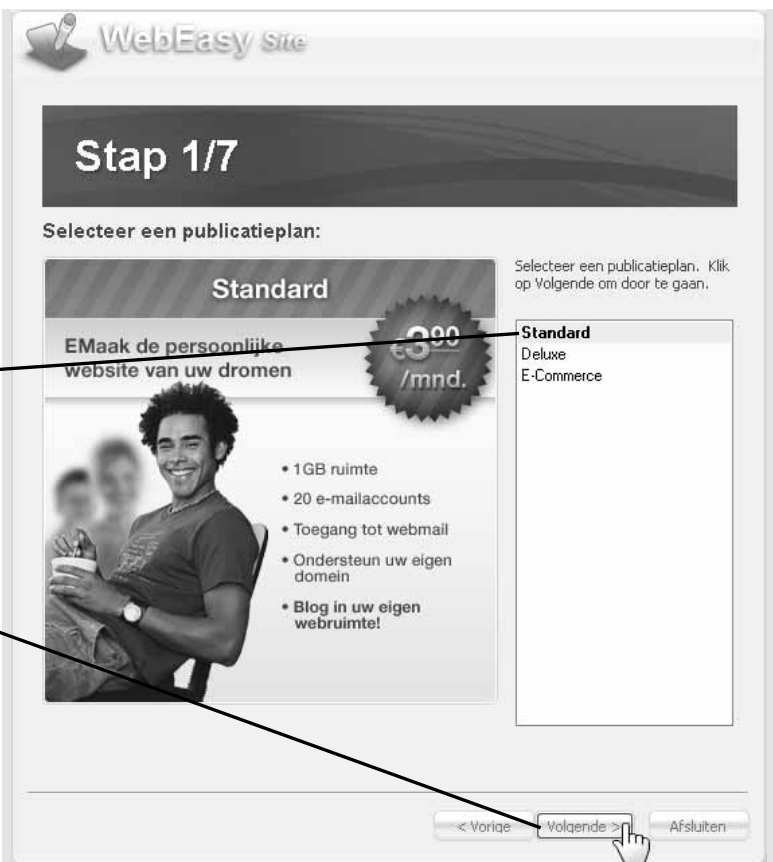 WebEasy Site
Stap 1/7
Selecteer een publicatieplan:
Standard
EMaak de persoonlijke
website van uw dromen
€3.90
/mnd.
• 1GB ruimte
• 20 e-mailaccounts
• Toegang tot webmail
• Ondersteun uw eigen
domein
• Blog in uw eigen
webruimte!
Selecteer een publicatieplan. Klik
op Volgende om door te gaan.
Standard
Deluxe
E-Commerce
< Vorige
Volgende >
Afsluiten